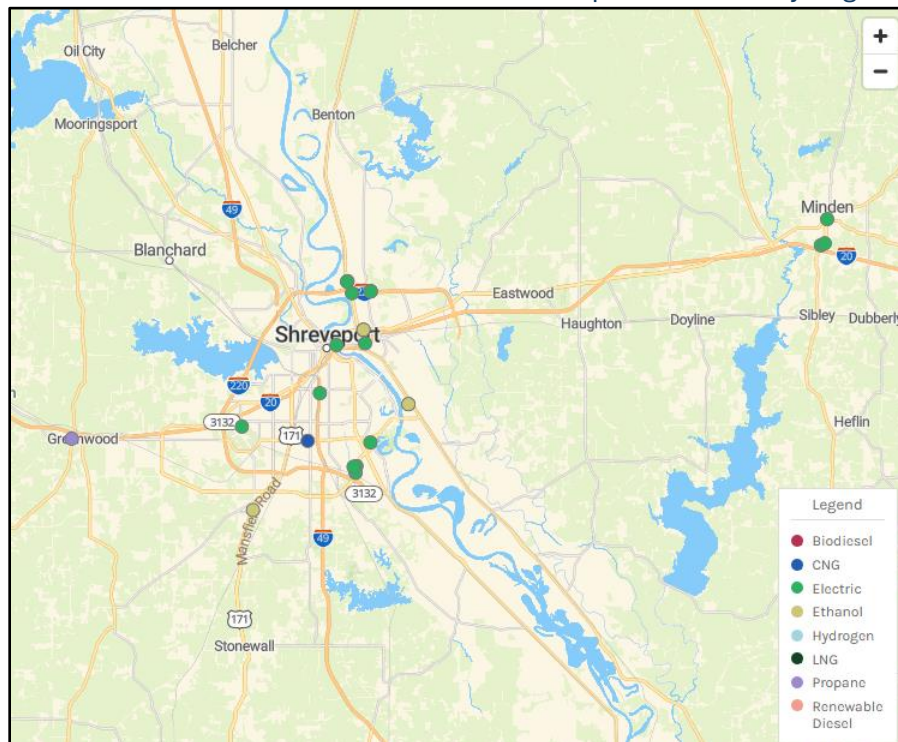 +
−
Belcher
Oil City
Mooringsport
Benton
49
Minden
Blanchard
20
Eastwood
Shreveport
Haughton
Doyline
Sibley
Dubberly
220
20
3132
171
Greenwood
Heflin
3132
Mansfield Road
49
171
Stonewall
Legend
Biodiesel
CNG
Electric
Ethanol
Hydrogen
LNG
Propane
Renewable
Diesel